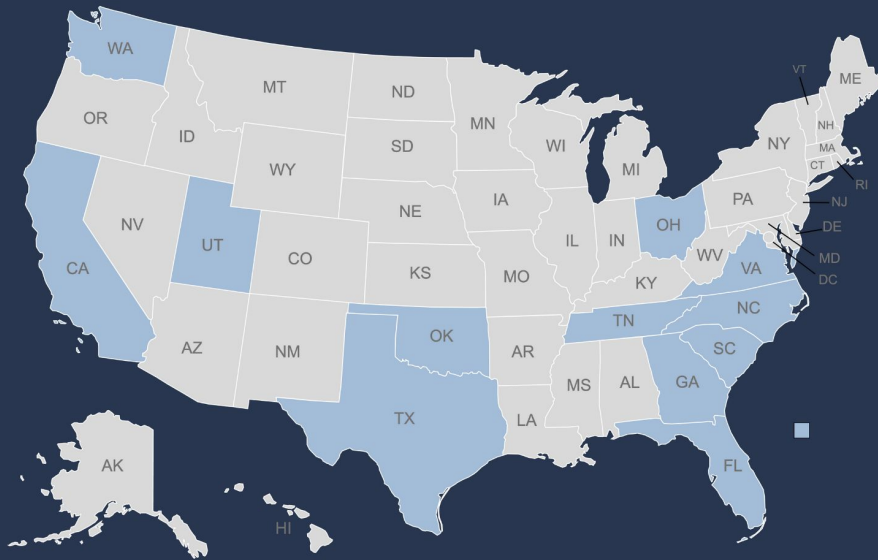 WA
MT
ND
MN
VT
ME
OR
ID
SD
WI
MI
NY
NH
MA
CT
RI
WY
NE
IA
PA
NJ
NV
UT
CO
KS
IL
IN
OH
WV
VA
DE
MD
DC
CA
MO
KY
AZ
NM
OK
AR
TN
NC
SC
TX
LA
MS
AL
GA
FL
AK
HI